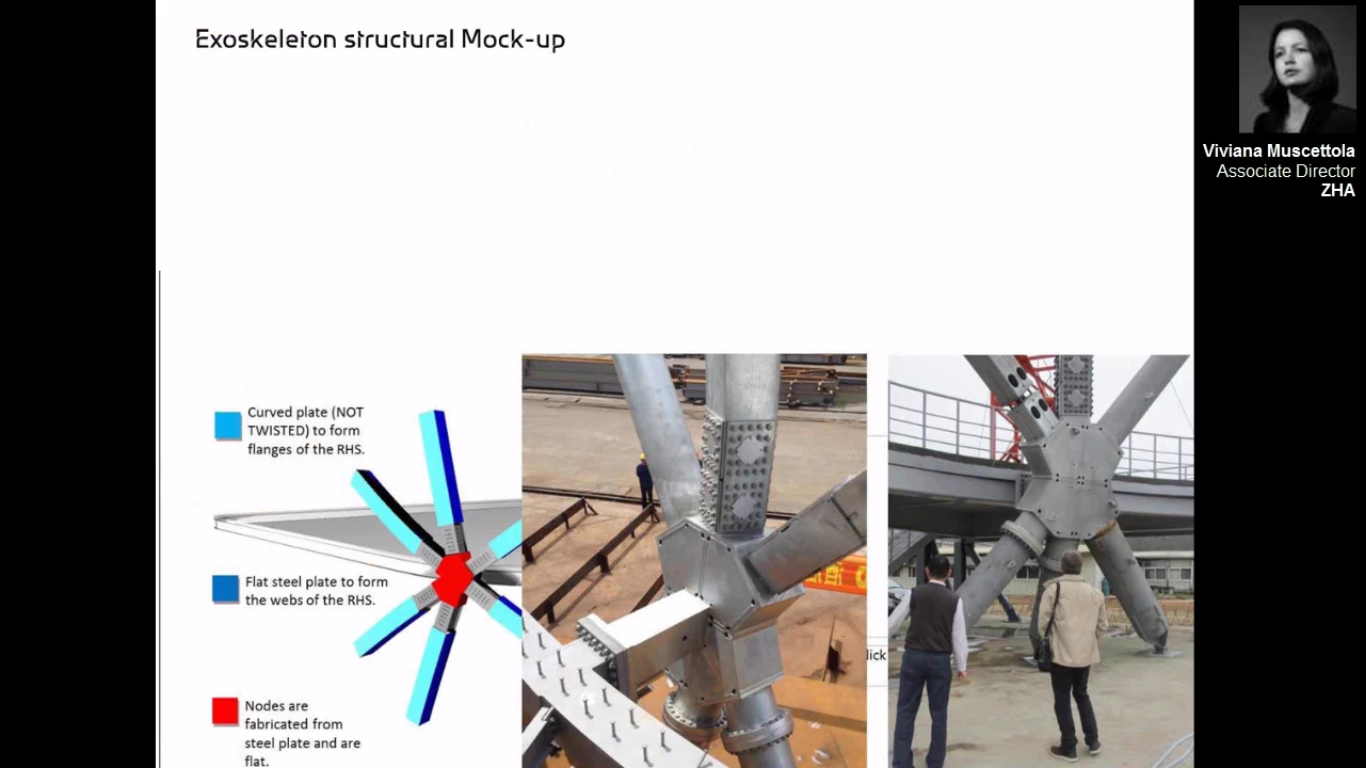 Exoskeleton structural Mock-up
Viviana Muscettola
Associate Director
ZHA
Curved plate (NOT
TWISTED) to form
flanges of the RHS.
Flat steel plate to form
the webs of the RHS.
lick
Nodes are
fabricated from
steel plate and are
flat.